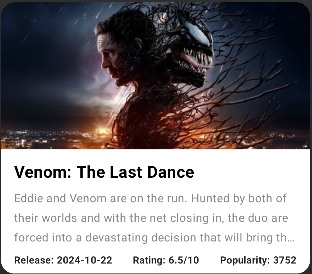 Venom: The Last Dance
Eddie and Venom are on the run. Hunted by both of
their worlds and with the net closing in, the duo are
forced into a devastating decision that will bring th...
Release: 2024-10-22 Rating: 6.5/10 Popularity: 3752